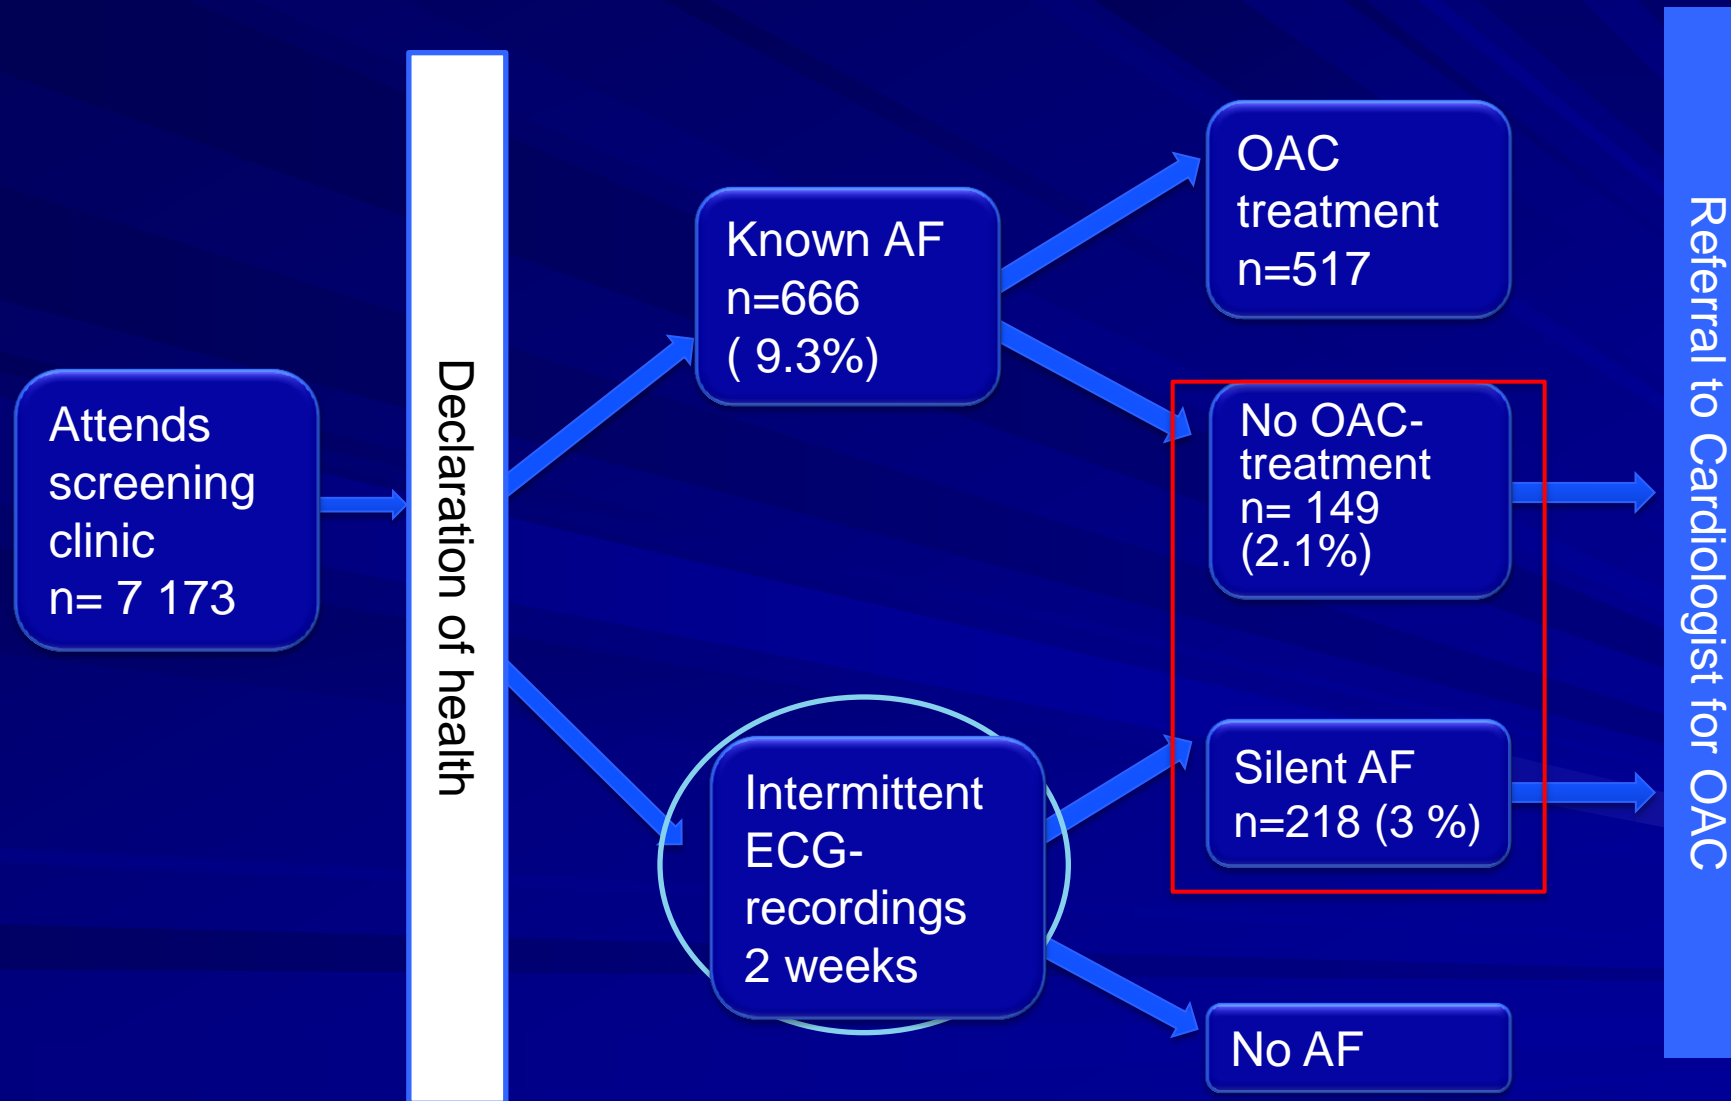 Attends
screening
clinic
n= 7 173
Declaration of health
Known AF
n=666
( 9.3%)
Intermittent
ECG-
recordings
2 weeks
OAC
treatment
n=517
No OAC-
treatment
n= 149
(2.1%)
Silent AF
n=218 (3 %)
No AF
Referral to Cardiologist for OAC